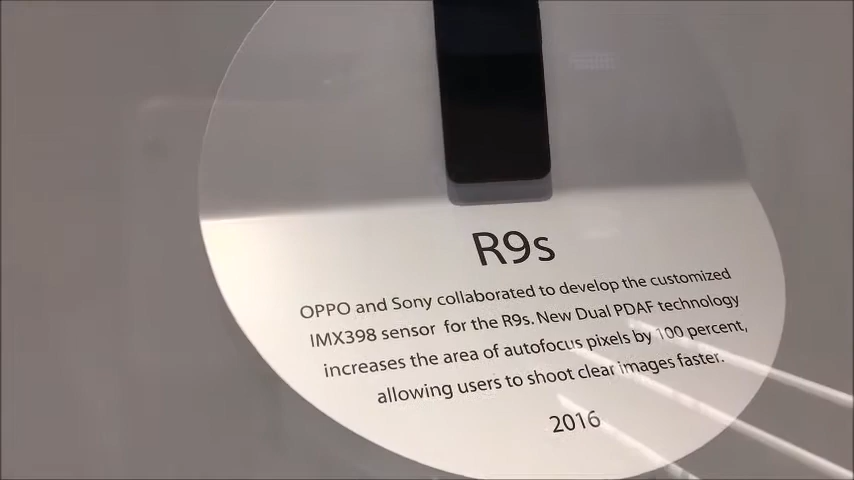 R9s
OPPO and Sony collaborated to develop the customized
IMX398 sensor for the R9s. New Dual PDAF technology
increases the area of autofocus pixels by 100 percent,
allowing users to shoot clear images faster.
2016